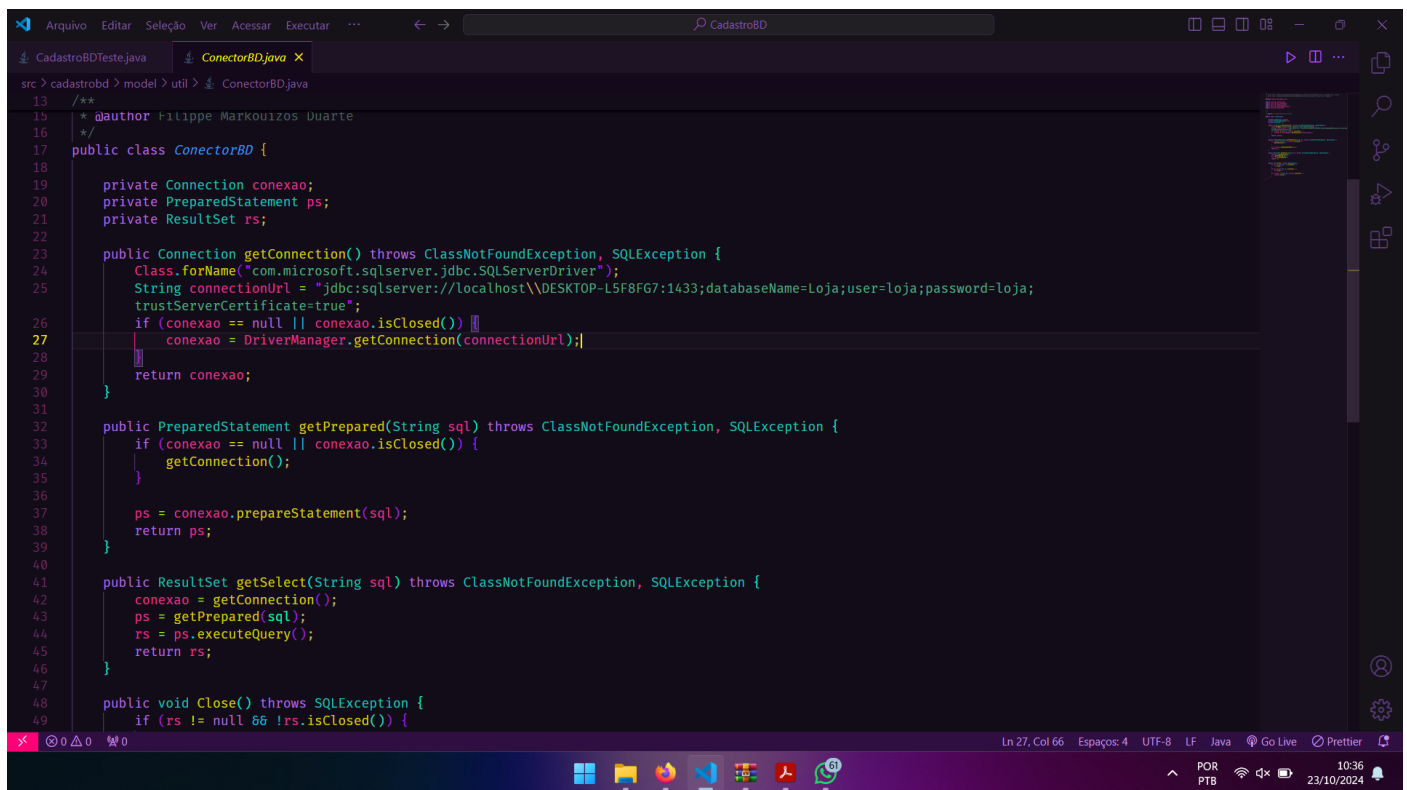 Arquivo Editar Seleção Ver Acessar Executar ··· ← → CadastroBD
CadastroBDTeste.java ConectorBD.java ×
src > cadastrobd > model > util > ConectorBD.java
13 /**
15 * @author Filippe Markouizos Duarte
16 */
17 public class ConectorBD {
18
19 private Connection conexao;
20 private PreparedStatement ps;
21 private ResultSet rs;
22
23 public Connection getConnection() throws ClassNotFoundException, SQLException {
24 Class.forName("com.microsoft.sqlserver.jdbc.SQLServerDriver");
25 String connectionUrl = "jdbc:sqlserver://localhost\\DESKTOP-L5F8FG7:1433;databaseName=Loja;user=loja;password=loja;
trustServerCertificate=true";
26 if (conexao == null || conexao.isClosed()) {
27 conexao = DriverManager.getConnection(connectionUrl);
28 }
29 return conexao;
30 }
31
32 public PreparedStatement getPrepared(String sql) throws ClassNotFoundException, SQLException {
33 if (conexao == null || conexao.isClosed()) {
34 getConnection();
35 }
36
37 ps = conexao.prepareStatement(sql);
38 return ps;
39 }
40
41 public ResultSet getSelect(String sql) throws ClassNotFoundException, SQLException {
42 conexao = getConnection();
43 ps = getPrepared(sql);
44 rs = ps.executeQuery();
45 return rs;
46 }
47
48 public void Close() throws SQLException {
49 if (rs != null && !rs.isClosed()) {
0 0 0 Ln 27, Col 66 Espaços: 4 UTF-8 LF Java Go Live Prettier
61
POR 10:36
PTB 23/10/2024